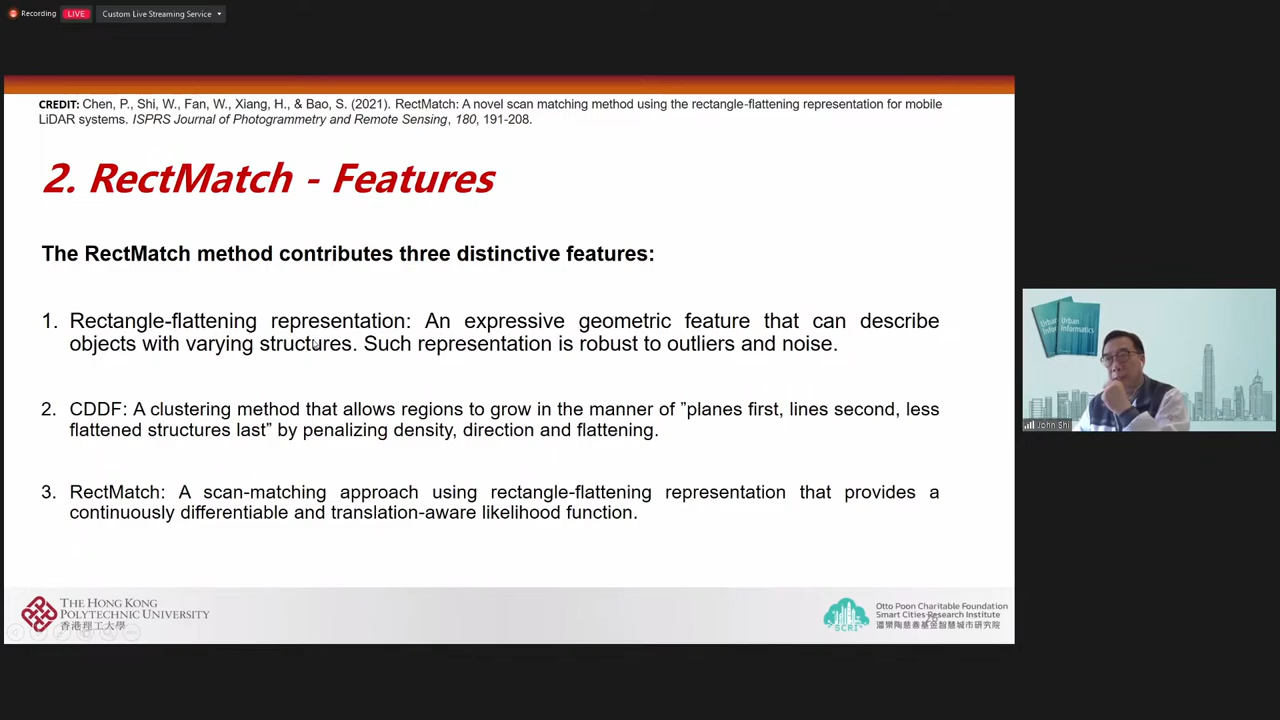 Recording
LIVE
Custom Live Streaming Service
CREDIT: Chen, P., Shi, W., Fan, W., Xiang, H., & Bao, S. (2021). RectMatch: A novel scan matching method using the rectangle-flattening representation for mobile
LiDAR systems. ISPRS Journal of Photogrammetry and Remote Sensing, 180, 191-208.
2. RectMatch - Features
The RectMatch method contributes three distinctive features:
1. Rectangle-flattening representation: An expressive geometric feature that can describe
objects with varying structures. Such representation is robust to outliers and noise.
2. CDDF: A clustering method that allows regions to grow in the manner of ”planes first, lines second, less
flattened structures last” by penalizing density, direction and flattening.
3. RectMatch: A scan-matching approach using rectangle-flattening representation that provides a
continuously differentiable and translation-aware likelihood function.
Urban
Informatics
John Shi
THE HONG KONG
POLYTECHNIC UNIVERSITY
香港理工大學
SCRI
Otto Poon Charitable Foundation
Smart Cities Research Institute
潘樂陶慈善基金智慧城市研究院